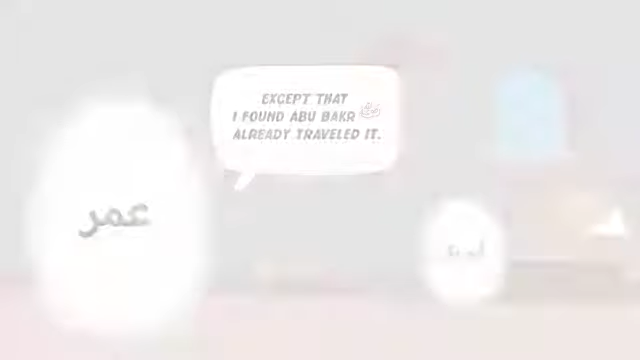 EXCEPT THAT
I FOUND ABU BAKR
ALREADY TRAVELED IT.
عمر